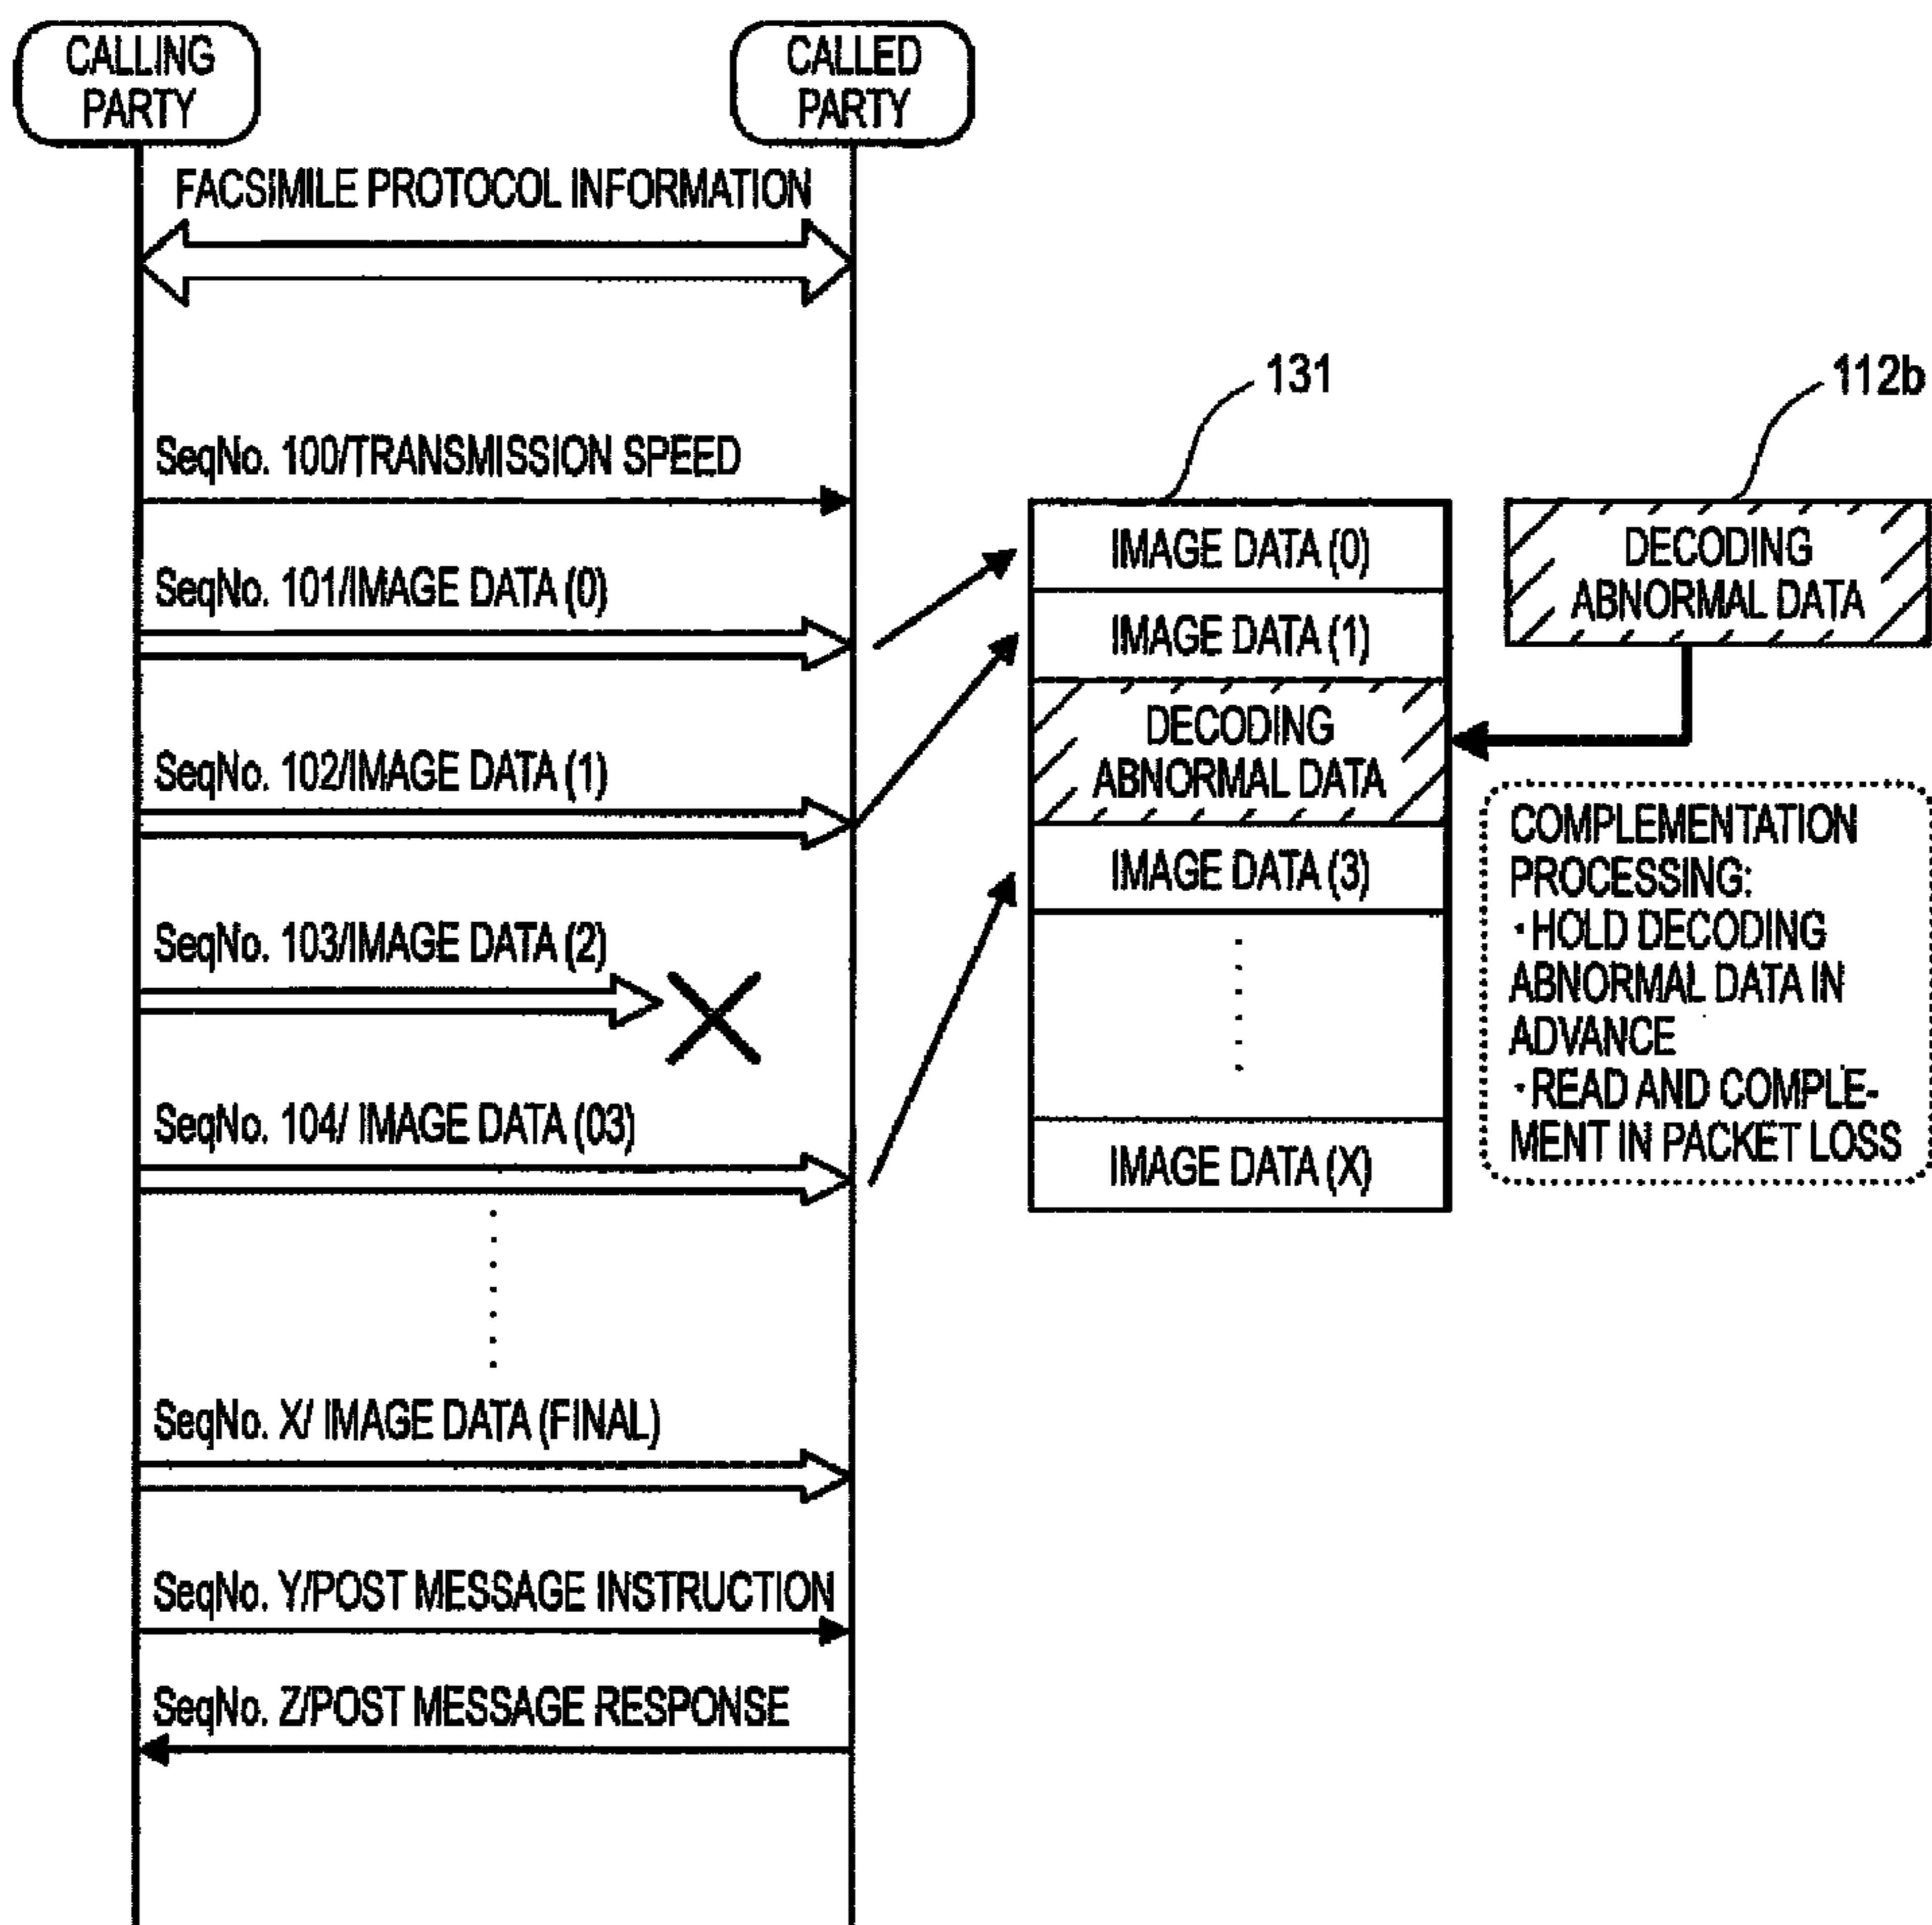 CALLING
PARTY
CALLED
PARTY
FACSIMILE PROTOCOL INFORMATION
SeqNo. 100/TRANSMISSION SPEED
SeqNo. 101/IMAGE DATA (0)
SeqNo. 102/IMAGE DATA (1)
SeqNo. 103/IMAGE DATA (2)
SeqNo. 104/ IMAGE DATA (03)
SeqNo. X/ IMAGE DATA (FINAL)
SeqNo. Y/POST MESSAGE INSTRUCTION
SeqNo. Z/POST MESSAGE RESPONSE
131
IMAGE DATA (0)
IMAGE DATA (1)
DECODING
ABNORMAL DATA
IMAGE DATA (3)
IMAGE DATA (X)
112b
DECODING
ABNORMAL DATA
COMPLEMENTATION
PROCESSING:
・HOLD DECODING
ABNORMAL DATA IN
ADVANCE
・READ AND COMPLE-
MENT IN PACKET LOSS